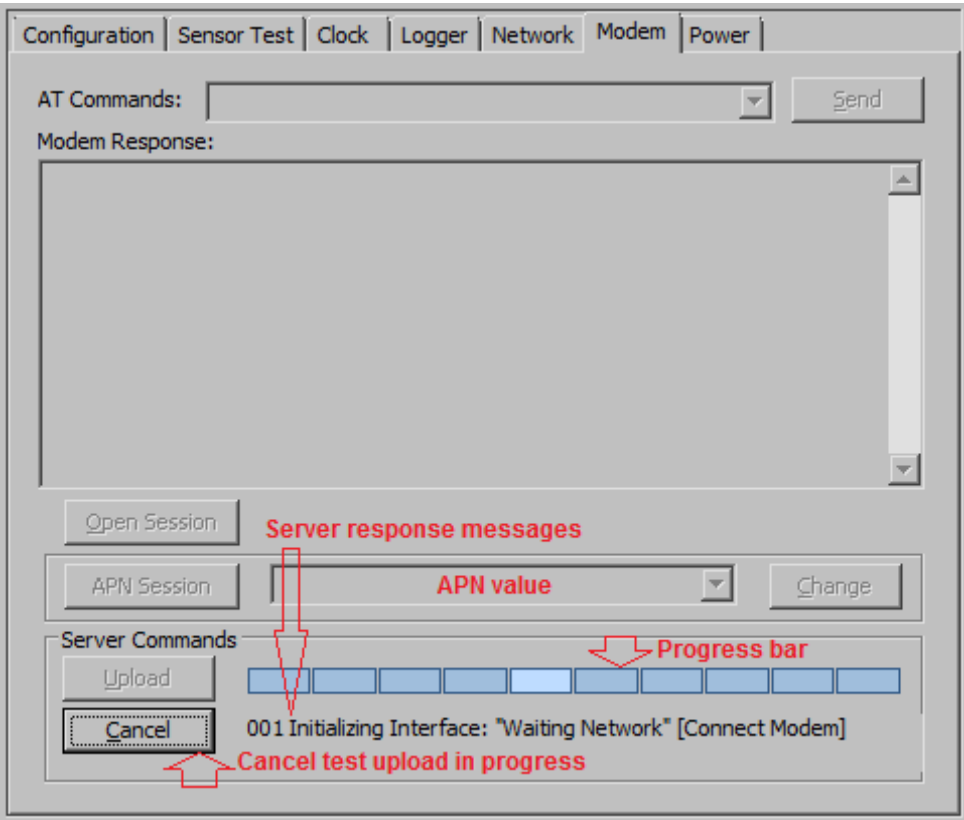 Configuration Sensor Test Clock Logger Network Modem Power
AT Commands: Send
Modem Response:
Open Session
Server response messages
APN Session APN value Change
Server Commands
Progress bar
Upload
Cancel 001 Initializing Interface: "Waiting Network" [Connect Modem]
Cancel test upload in progress